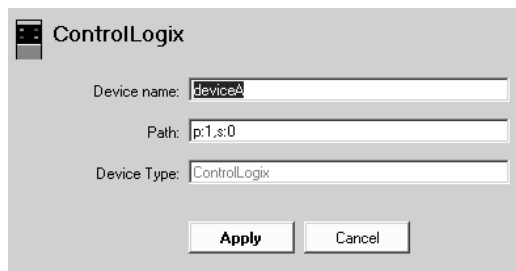 ControlLogix
Device name: deviceA
Path: p:1,s:0
Device Type: ControlLogix
Apply Cancel